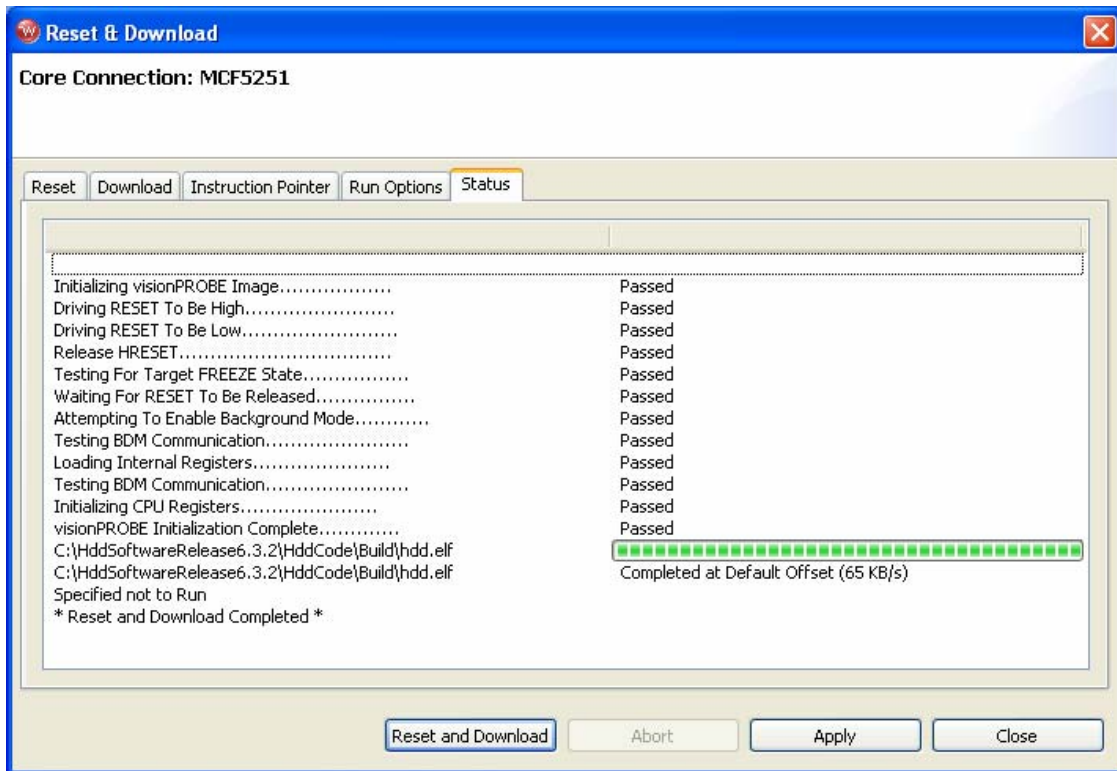 Reset & Download
Core Connection: MCF5251
Reset Download Instruction Pointer Run Options Status
Initializing visionPROBE Image.................. Passed
Driving RESET To Be High........................ Passed
Driving RESET To Be Low......................... Passed
Release HRESET.................................. Passed
Testing For Target FREEZE State................. Passed
Waiting For RESET To Be Released................ Passed
Attempting To Enable Background Mode............ Passed
Testing BDM Communication....................... Passed
Loading Internal Registers...................... Passed
Testing BDM Communication....................... Passed
Initializing CPU Registers...................... Passed
visionPROBE Initialization Complete............. Passed
C:\HddSoftwareRelease6.3.2\HddCode\Build\hdd.elf
C:\HddSoftwareRelease6.3.2\HddCode\Build\hdd.elf Completed at Default Offset (65 KB/s)
Specified not to Run
* Reset and Download Completed *
Reset and Download Abort Apply Close